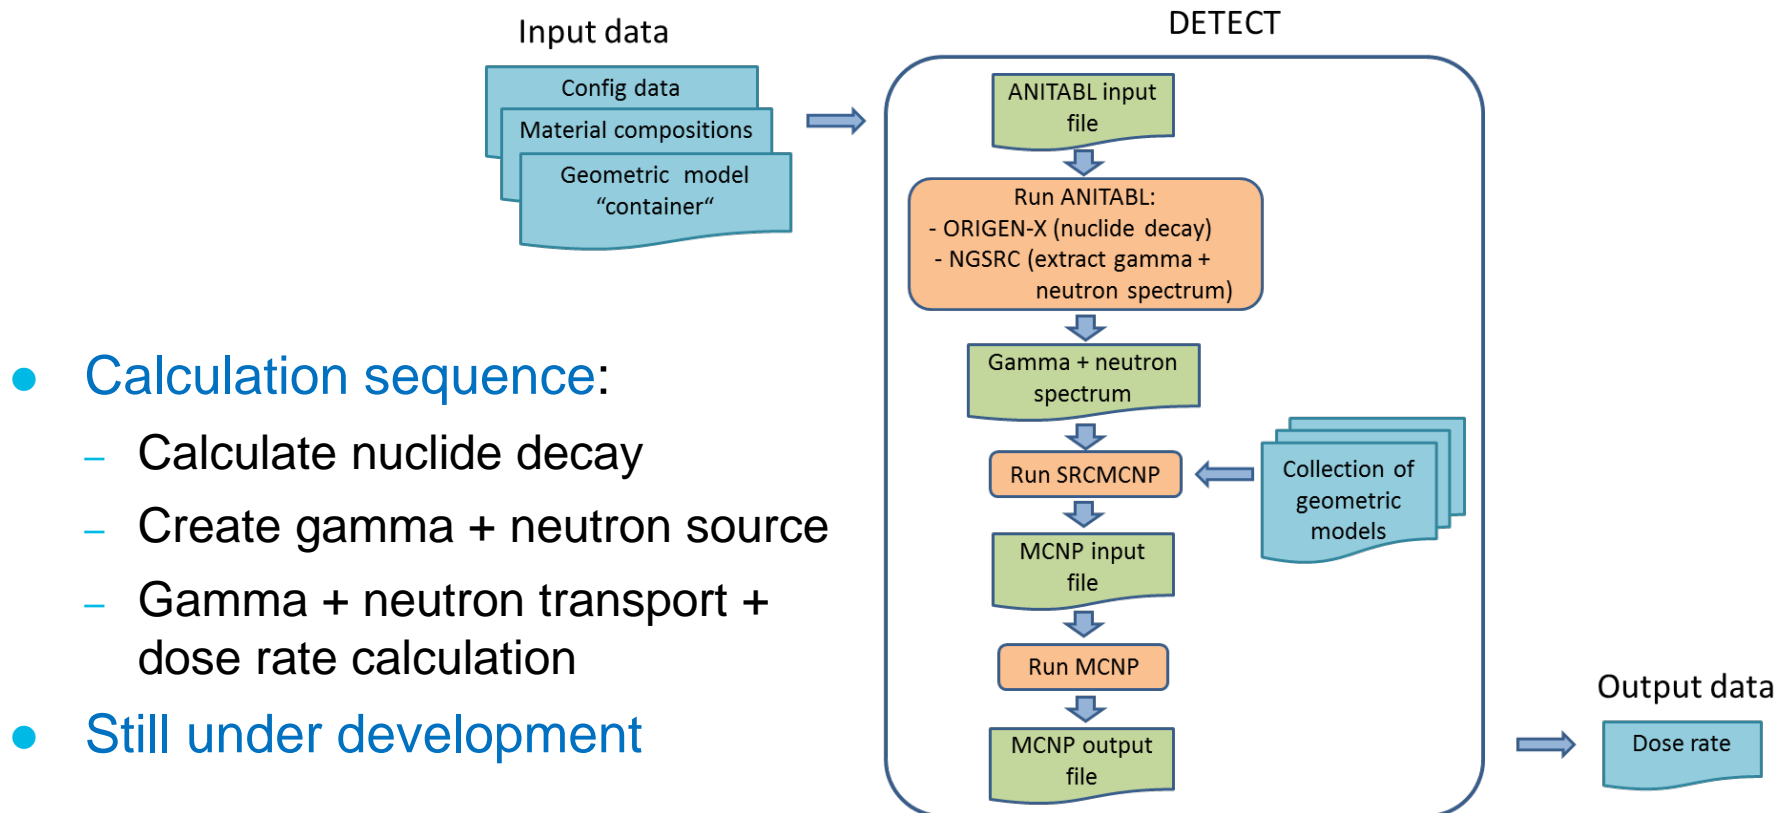 Input data
Config data
Material compositions
Geometric model
“container“
DETECT
ANITABL input
file
Run ANITABL:
- ORIGEN-X (nuclide decay)
- NGSRC (extract gamma +
neutron spectrum)
Gamma + neutron
spectrum
Run SRCMCNP
Collection of
geometric
models
MCNP input
file
Run MCNP
MCNP output
file
Output data
Dose rate
● Calculation sequence:
– Calculate nuclide decay
– Create gamma + neutron source
– Gamma + neutron transport +
dose rate calculation
● Still under development